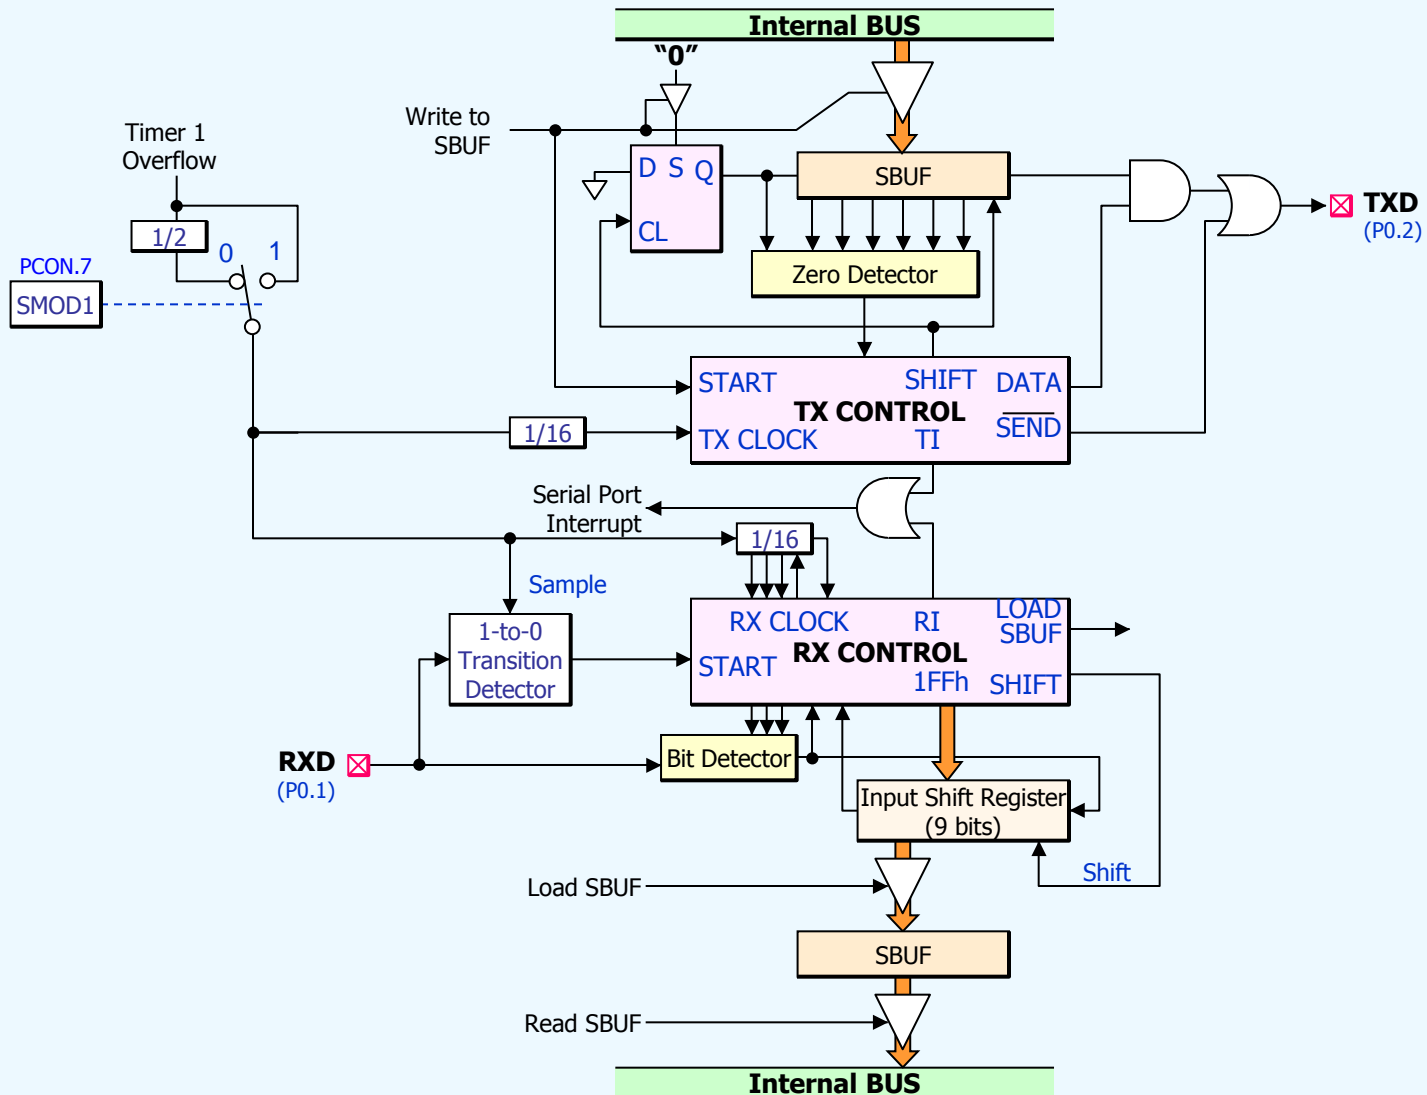 Internal BUS
“0”
Write to
SBUF
Timer 1
Overflow
D S Q
CL
SBUF
TXD
(P0.2)
1/2
0 1
PCON.7
SMOD1
Zero Detector
START
SHIFT
DATA
TX CONTROL
TX CLOCK
TI
SEND
1/16
Serial Port
Interrupt
1/16
Sample
1-to-0
Transition
Detector
RX CLOCK
RI
LOAD
SBUF
RX CONTROL
START
1FFh
SHIFT
RXD
(P0.1)
Bit Detector
Input Shift Register
(9 bits)
Shift
Load SBUF
SBUF
Read SBUF
Internal BUS